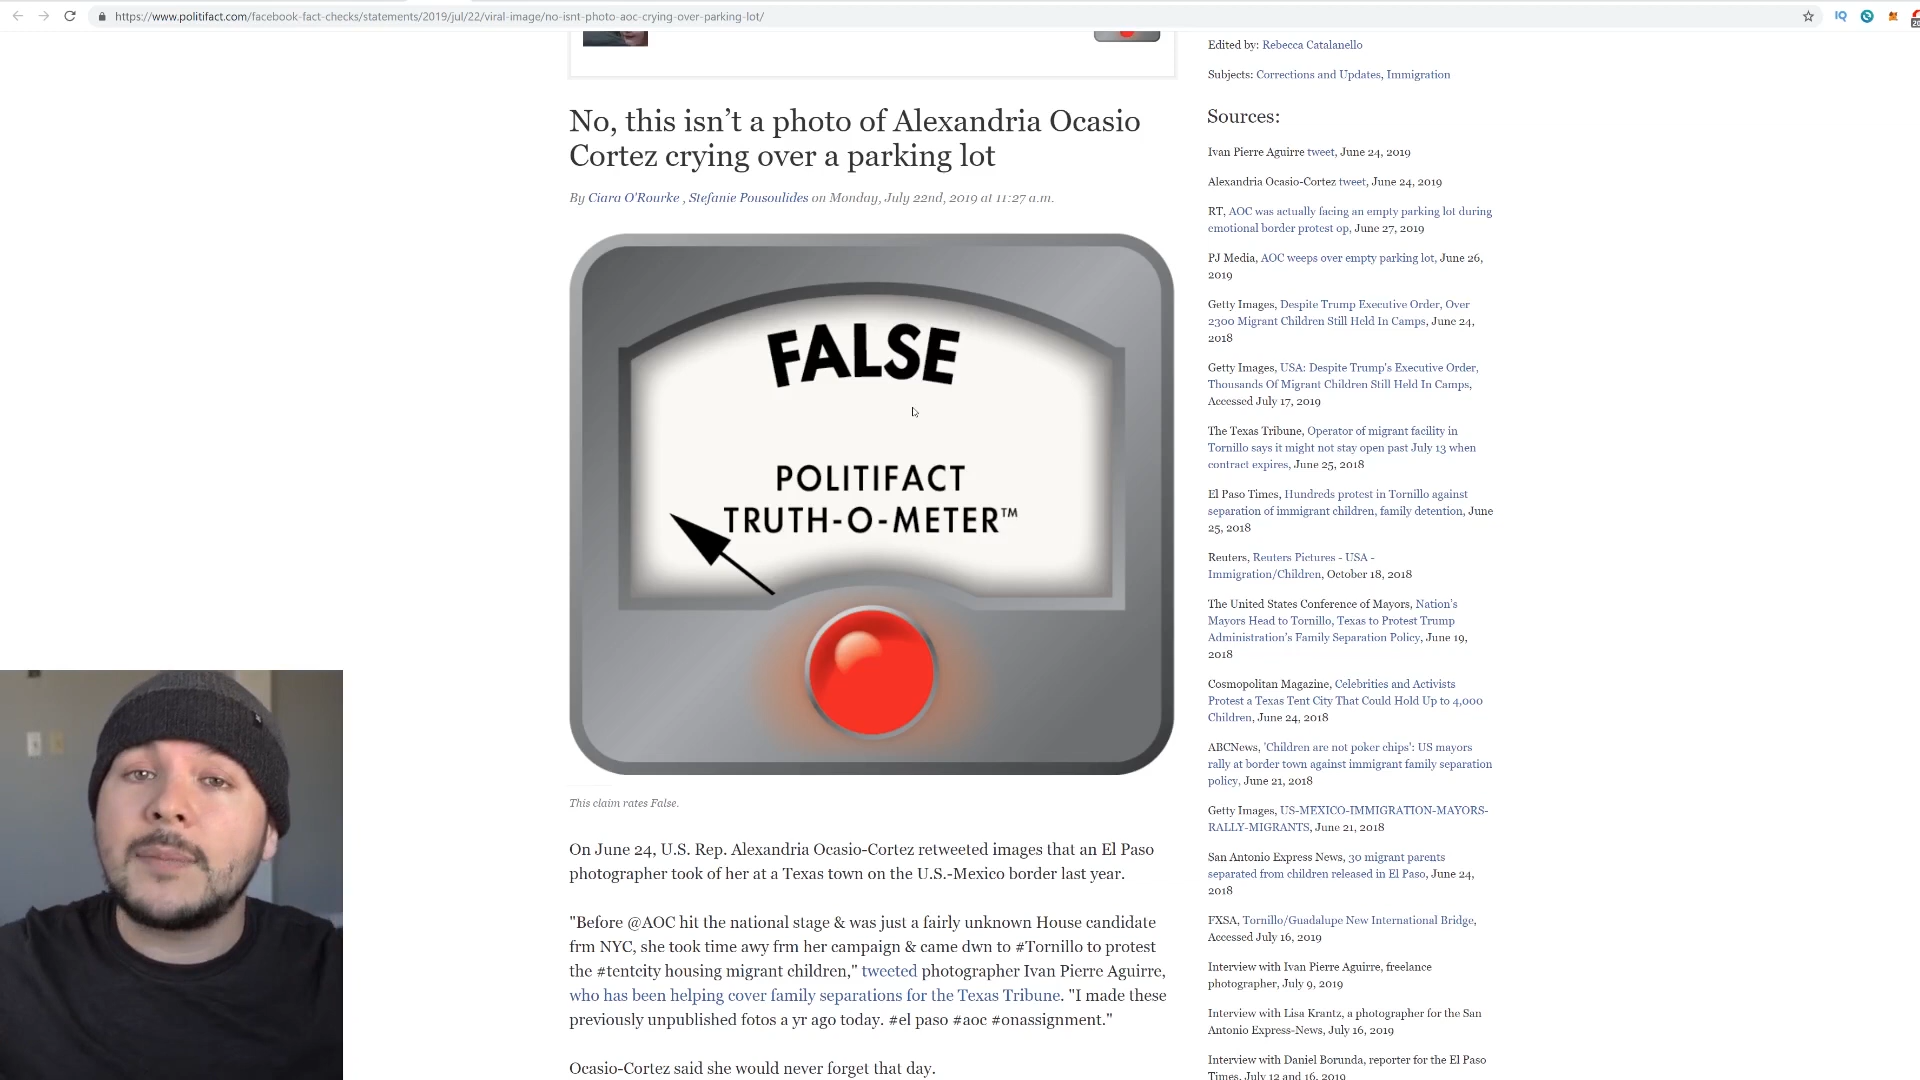 https://www.politifact.com/facebook-fact-checks/statements/2019/jul/22/viral-image/no-isnt-photo-aoc-crying-over-parking-lot/
IQ
No, this isn’t a photo of Alexandria Ocasio
Cortez crying over a parking lot
By Ciara O'Rourke , Stefanie Pousoulides on Monday, July 22nd, 2019 at 11:27 a.m.
FALSE
POLITIFACT
TRUTH-O-METER™
This claim rates False.
On June 24, U.S. Rep. Alexandria Ocasio-Cortez retweeted images that an El Paso
photographer took of her at a Texas town on the U.S.-Mexico border last year.
"Before @AOC hit the national stage & was just a fairly unknown House candidate
frm NYC, she took time awy frm her campaign & came dwn to #Tornillo to protest
the #tentcity housing migrant children," tweeted photographer Ivan Pierre Aguirre,
who has been helping cover family separations for the Texas Tribune. "I made these
previously unpublished fotos a yr ago today. #el paso #aoc #onassignment."
Ocasio-Cortez said she would never forget that day.
Edited by: Rebecca Catalanello
Subjects: Corrections and Updates, Immigration
Sources:
Ivan Pierre Aguirre tweet, June 24, 2019
Alexandria Ocasio-Cortez tweet, June 24, 2019
RT, AOC was actually facing an empty parking lot during
emotional border protest op, June 27, 2019
PJ Media, AOC weeps over empty parking lot, June 26,
2019
Getty Images, Despite Trump Executive Order, Over
2300 Migrant Children Still Held In Camps, June 24,
2018
Getty Images, USA: Despite Trump's Executive Order,
Thousands Of Migrant Children Still Held In Camps,
Accessed July 17, 2019
The Texas Tribune, Operator of migrant facility in
Tornillo says it might not stay open past July 13 when
contract expires, June 25, 2018
El Paso Times, Hundreds protest in Tornillo against
separation of immigrant children, family detention, June
25, 2018
Reuters, Reuters Pictures - USA -
Immigration/Children, October 18, 2018
The United States Conference of Mayors, Nation's
Mayors Head to Tornillo, Texas to Protest Trump
Administration's Family Separation Policy, June 19,
2018
Cosmopolitan Magazine, Celebrities and Activists
Protest a Texas Tent City That Could Hold Up to 4,000
Children, June 24, 2018
ABCNews, 'Children are not poker chips': US mayors
rally at border town against immigrant family separation
policy, June 21, 2018
Getty Images, US-MEXICO-IMMIGRATION-MAYORS-
RALLY-MIGRANTS, June 21, 2018
San Antonio Express News, 30 migrant parents
separated from children released in El Paso, June 24,
2018
FXSA, Tornillo/Guadalupe New International Bridge,
Accessed July 16, 2019
Interview with Ivan Pierre Aguirre, freelance
photographer, July 9, 2019
Interview with Lisa Krantz, a photographer for the San
Antonio Express-News, July 16, 2019
Interview with Daniel Borunda, reporter for the El Paso
Times, July 12 and 16, 2019